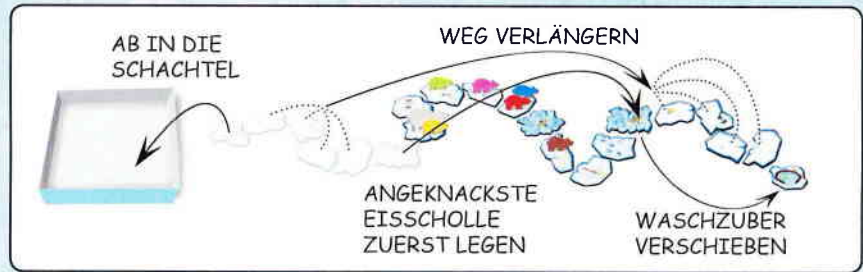 AB IN DIE
SCHACHTEL
WEG VERLÄNGERN
ANGEKNACKSTE
EISSCHOLLE
ZUERST LEGEN
WASCHZUBER
VERSCHIEBEN